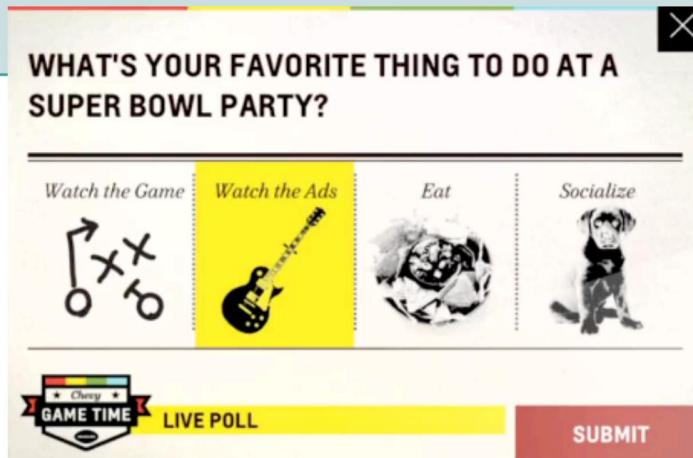 WHAT'S YOUR FAVORITE THING TO DO AT A
SUPER BOWL PARTY?
Watch the Game
Watch the Ads
Eat
Socialize
Chevy
GAME TIME
LIVE POLL
SUBMIT